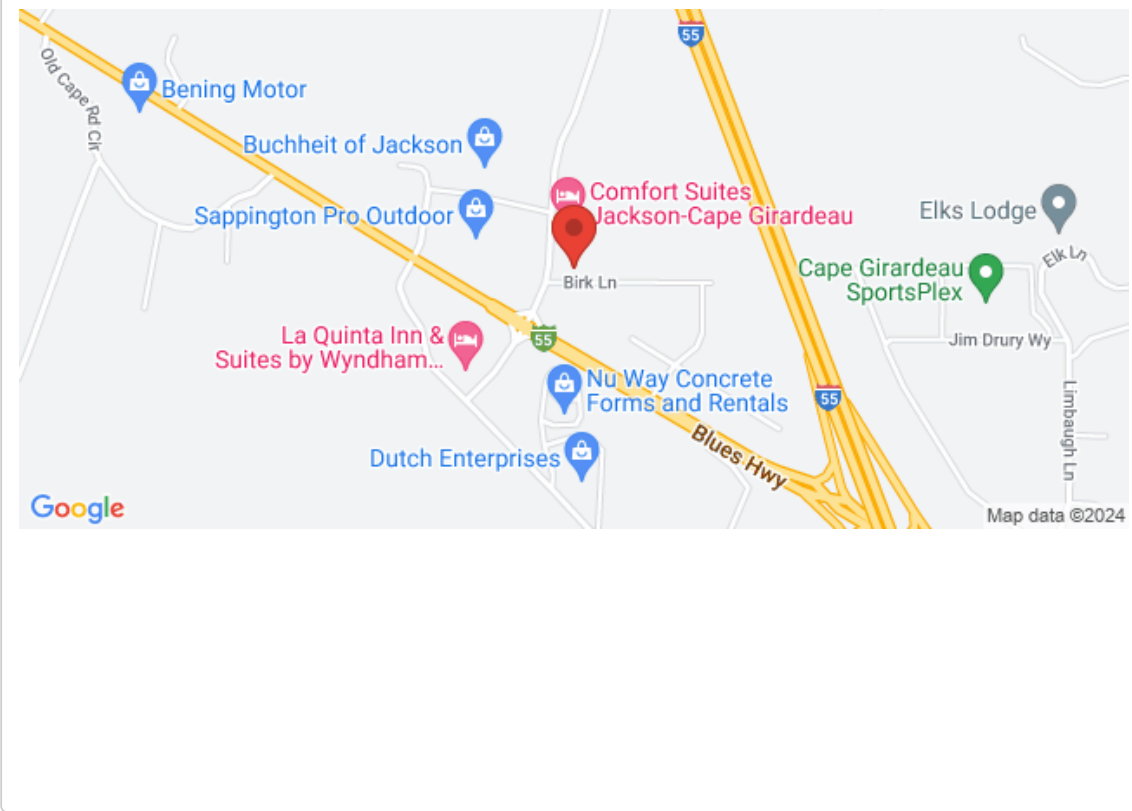 55
Old Cape Rd Cir
Bening Motor
Buchheit of Jackson
Comfort Suites
Jackson-Cape Girardeau
Sappington Pro Outdoor
Elks Lodge
Elk Ln
Cape Girardeau
SportsPlex
Birk Ln
La Quinta Inn &
Suites by Wyndham...
55
Jim Drury Wy
Nu Way Concrete
Forms and Rentals
55
Limbaugh Ln
Blues Hwy
Dutch Enterprises
Google
Map data ©2024